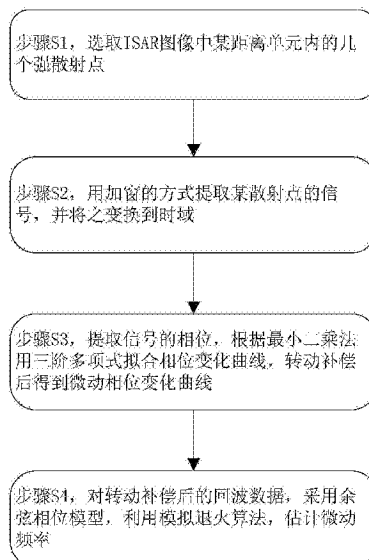 步骤S1，选取ISAR图像中某距离单元内的几
个强散射点
步骤S2，用加窗的方式提取某散射点的信
号，并将之变换到时域
步骤S3，提取信号的相位，根据最小二乘法
用三阶多项式拟合相位变化曲线，转动补偿
后得到微动相位变化曲线
步骤S4，对转动补偿后的回波数据，采用余
弦相位模型，利用模拟退火算法，估计微动
频率